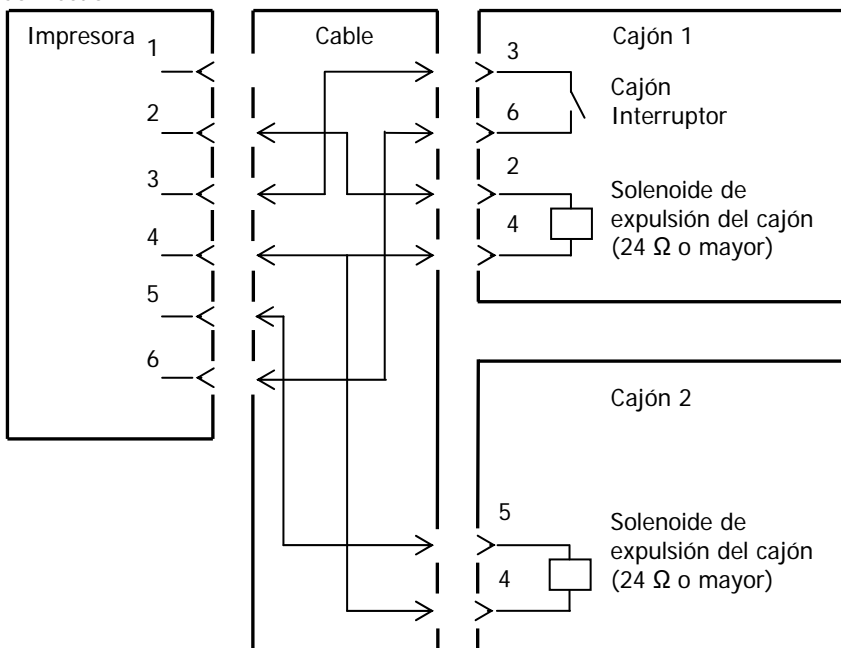 Impresora
1
2
3
4
5
6
Cable
Cajón 1
3
Cajón
Interruptor
6
2
Solenoide de
expulsión del cajón
(24 Ω o mayor)
4
Cajón 2
5
Solenoide de
expulsión del cajón
(24 Ω o mayor)
4